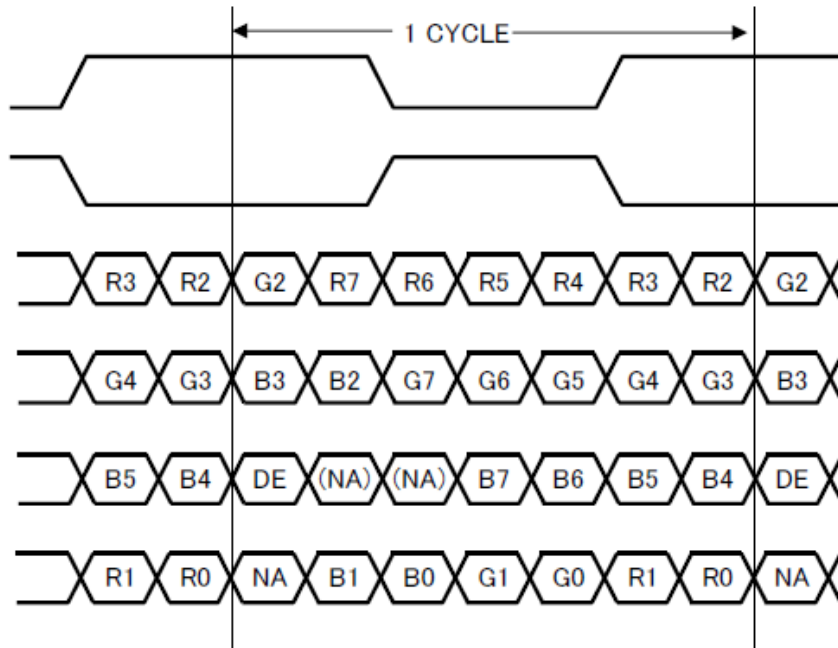 1 CYCLE
R3 R2 G2 R7 R6 R5 R4 R3 R2 G2
G4 G3 B3 B2 G7 G6 G5 G4 G3 B3
B5 B4 DE (NA) (NA) B7 B6 B5 B4 DE
R1 R0 NA B1 B0 G1 G0 R1 R0 NA